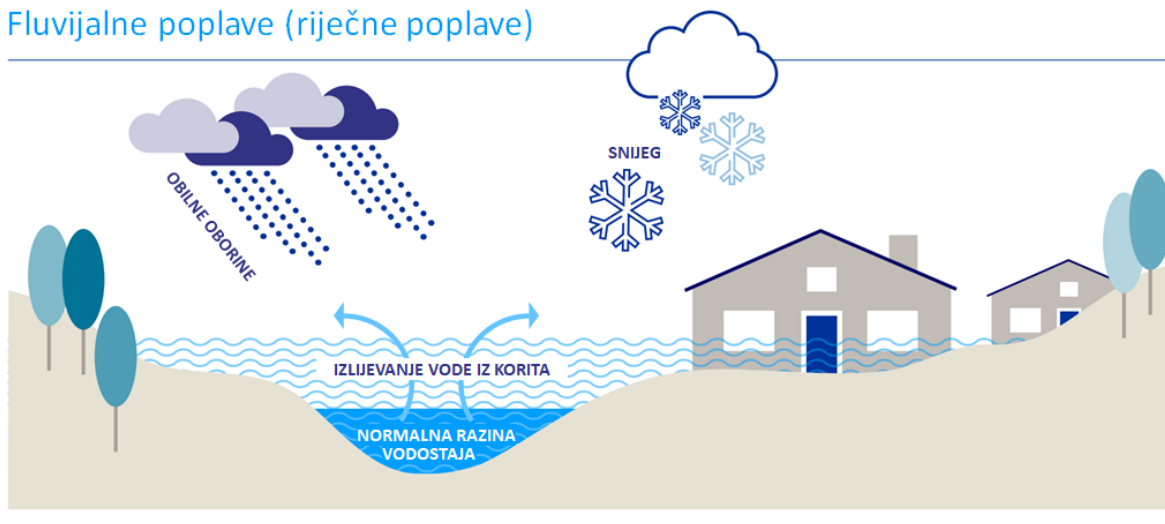 Fluvijalne poplave (riječne poplave)
SNIJEG
OBILNE OBORINE
IZLIJEVANJE VODE IZ KORITA
NORMALNA RAZINA
VODOSTAJA